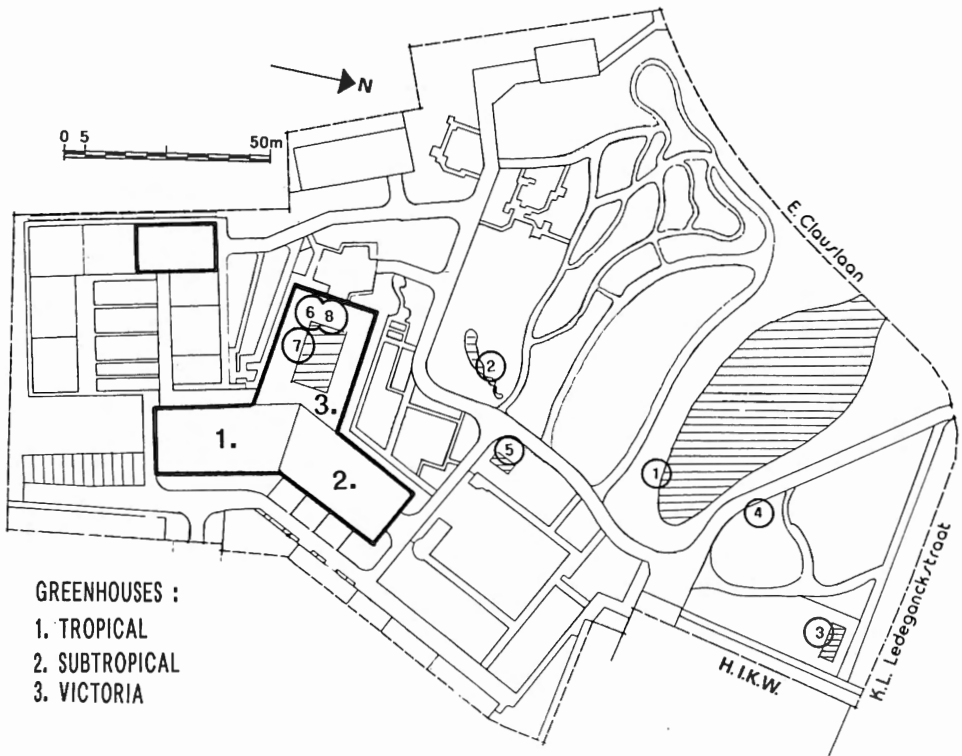 N
0 5 50m
E. Clauslaan
6 8
7
2
3.
1.
2.
5
1
4
3
H.I.K.W.
K.L. Ledeganckstraat
GREENHOUSES :
1. TROPICAL
2. SUBTROPICAL
3. VICTORIA